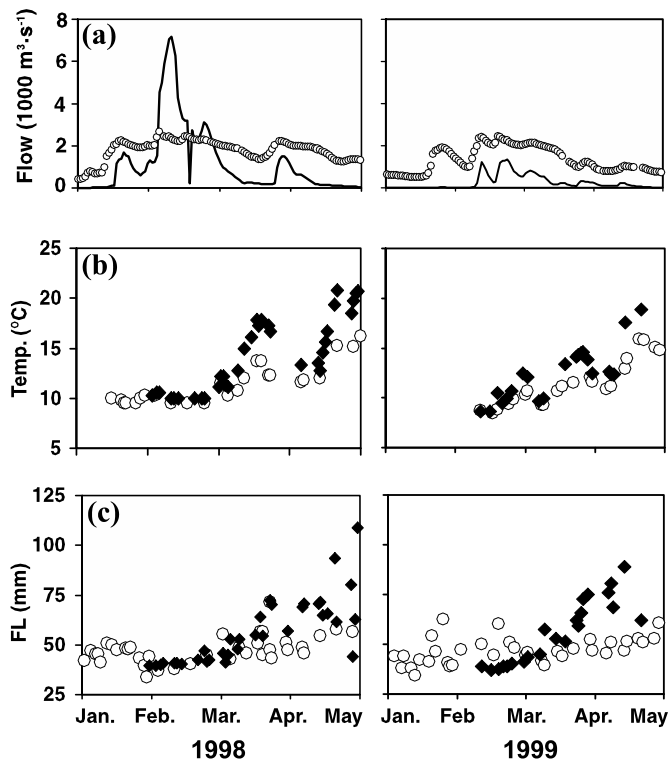 (a)
Flow (1000 m³·s⁻¹)
8
6
4
2
0
(b)
Temp. (°C)
25
20
15
10
5
(c)
FL (mm)
125
100
75
50
25
Jan. Feb. Mar. Apr. May
Jan. Feb Mar. Apr. May
1998
1999